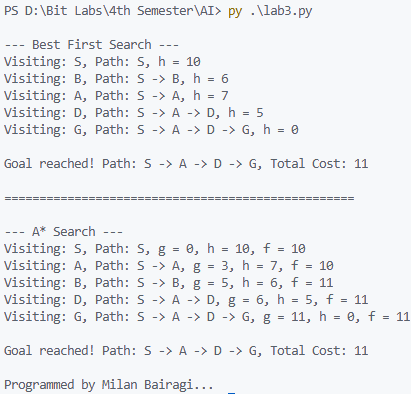 PS D:\Bit Labs\4th Semester\AI> py .\lab3.py
--- Best First Search ---
Visiting: S, Path: S, h = 10
Visiting: B, Path: S -> B, h = 6
Visiting: A, Path: S -> A, h = 7
Visiting: D, Path: S -> A -> D, h = 5
Visiting: G, Path: S -> A -> D -> G, h = 0
Goal reached! Path: S -> A -> D -> G, Total Cost: 11
==================================================
--- A* Search ---
Visiting: S, Path: S, g = 0, h = 10, f = 10
Visiting: A, Path: S -> A, g = 3, h = 7, f = 10
Visiting: B, Path: S -> B, g = 5, h = 6, f = 11
Visiting: D, Path: S -> A -> D, g = 6, h = 5, f = 11
Visiting: G, Path: S -> A -> D -> G, g = 11, h = 0, f = 11
Goal reached! Path: S -> A -> D -> G, Total Cost: 11
Programmed by Milan Bairagi...